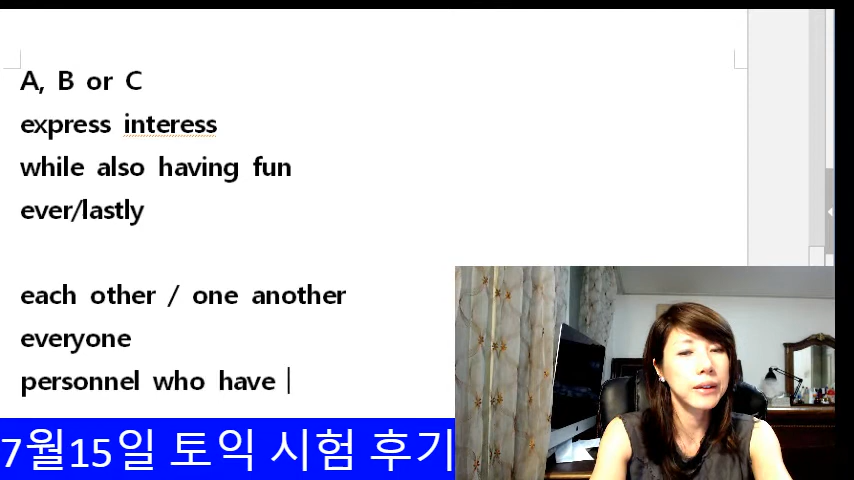 A, B or C
express interess
while also having fun
ever/lastly
each other / one another
everyone
personnel who have
7월15일 토익 시험 후기